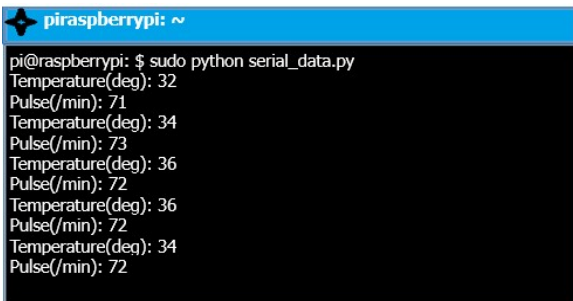 piraspberrypi: ~
pi@raspberrypi: $ sudo python serial_data.py
Temperature(deg): 32
Pulse(/min): 71
Temperature(deg): 34
Pulse(/min): 73
Temperature(deg): 36
Pulse(/min): 72
Temperature(deg): 36
Pulse(/min): 72
Temperature(deg): 34
Pulse(/min): 72